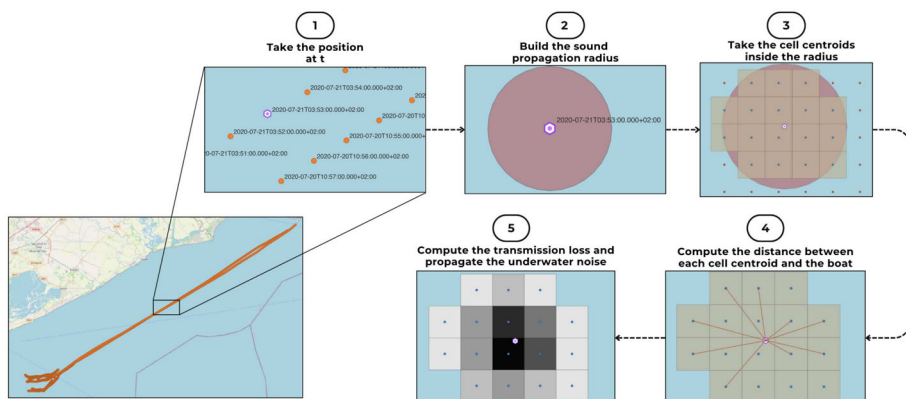 1
Take the position
at t
2020-07-21T03:54:00.000+02:00
2020-07-21T03:53:00.000+02:00
2020-07-20T10
2020-07-21T03:52:00.000+02:00
2020-07-20T10:55:00.000+02:00
020-07-21T03:51:00.000+02:00
2020-07-20T10:56:00.000+02:00
2020-07-20T10:57:00.000+02:00
2
Build the sound
propagation radius
2020-07-21T03:53:00.000+02:00
3
Take the cell centroids
inside the radius
4
Compute the distance between
each cell centroid and the boat
5
Compute the transmission loss and
propagate the underwater noise